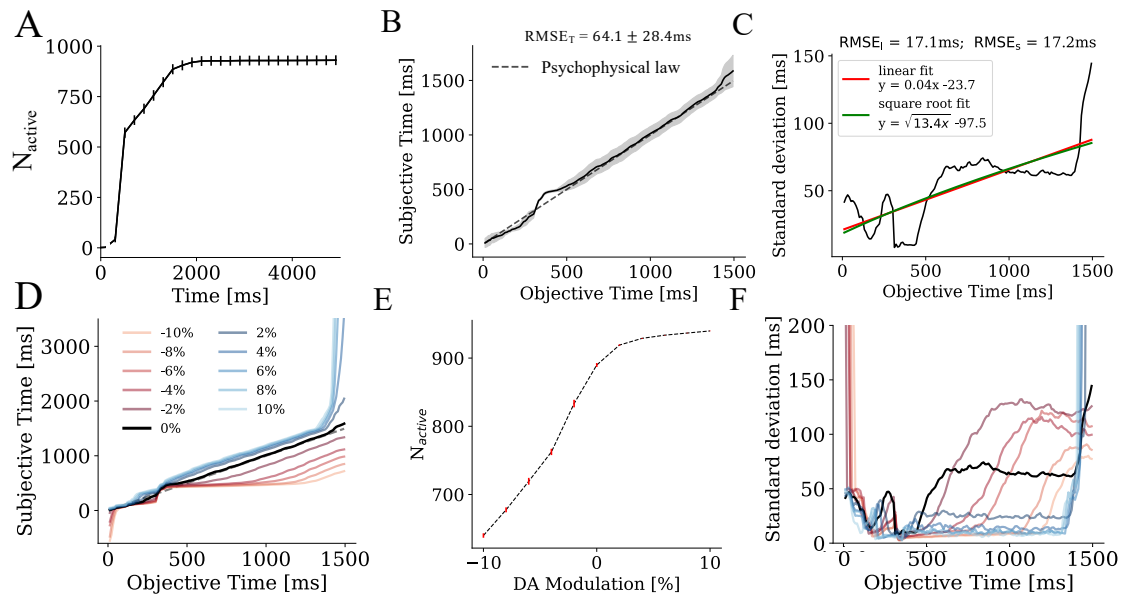 A
1000
750
500
250
0
N_active
0
2000
4000
Time [ms]
B
RMSE_T = 64.1 ± 28.4ms
Psychophysical law
1500
1000
500
0
Subjective Time [ms]
0
500
1000
1500
Objective Time [ms]
C
RMSE_l = 17.1ms; RMSE_s = 17.2ms
linear fit
y = 0.04x -23.7
square root fit
y = √13.4x -97.5
150
100
50
Standard deviation [ms]
0
500
1000
1500
Objective Time [ms]
D
3000
2000
1000
0
Subjective Time [ms]
-10%
-8%
-6%
-4%
-2%
0%
2%
4%
6%
8%
10%
0
500
1000
1500
Objective Time [ms]
E
900
800
700
N_active
−10
0
10
DA Modulation [%]
F
200
150
100
50
0
Standard deviation [ms]
0
500
1000
1500
Objective Time [ms]